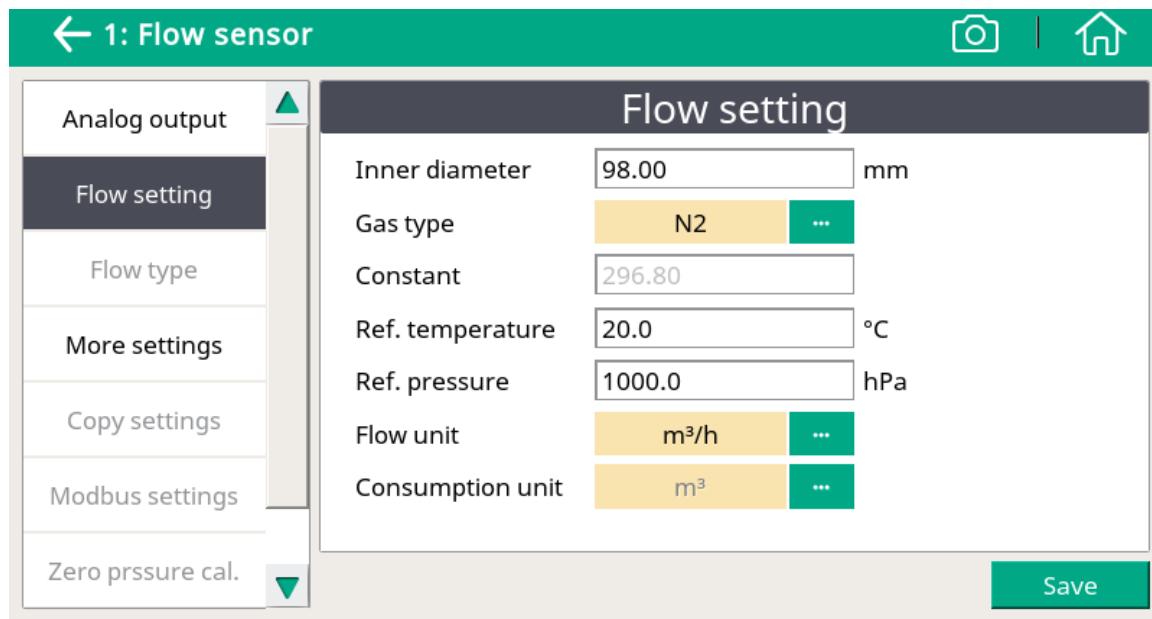 1: Flow sensor
Analog output
Flow setting
Flow type
More settings
Copy settings
Modbus settings
Zero prssure cal.
Flow setting
Inner diameter 98.00 mm
Gas type N2 ...
Constant 296.80
Ref. temperature 20.0 °C
Ref. pressure 1000.0 hPa
Flow unit m³/h ...
Consumption unit m³ ...
Save